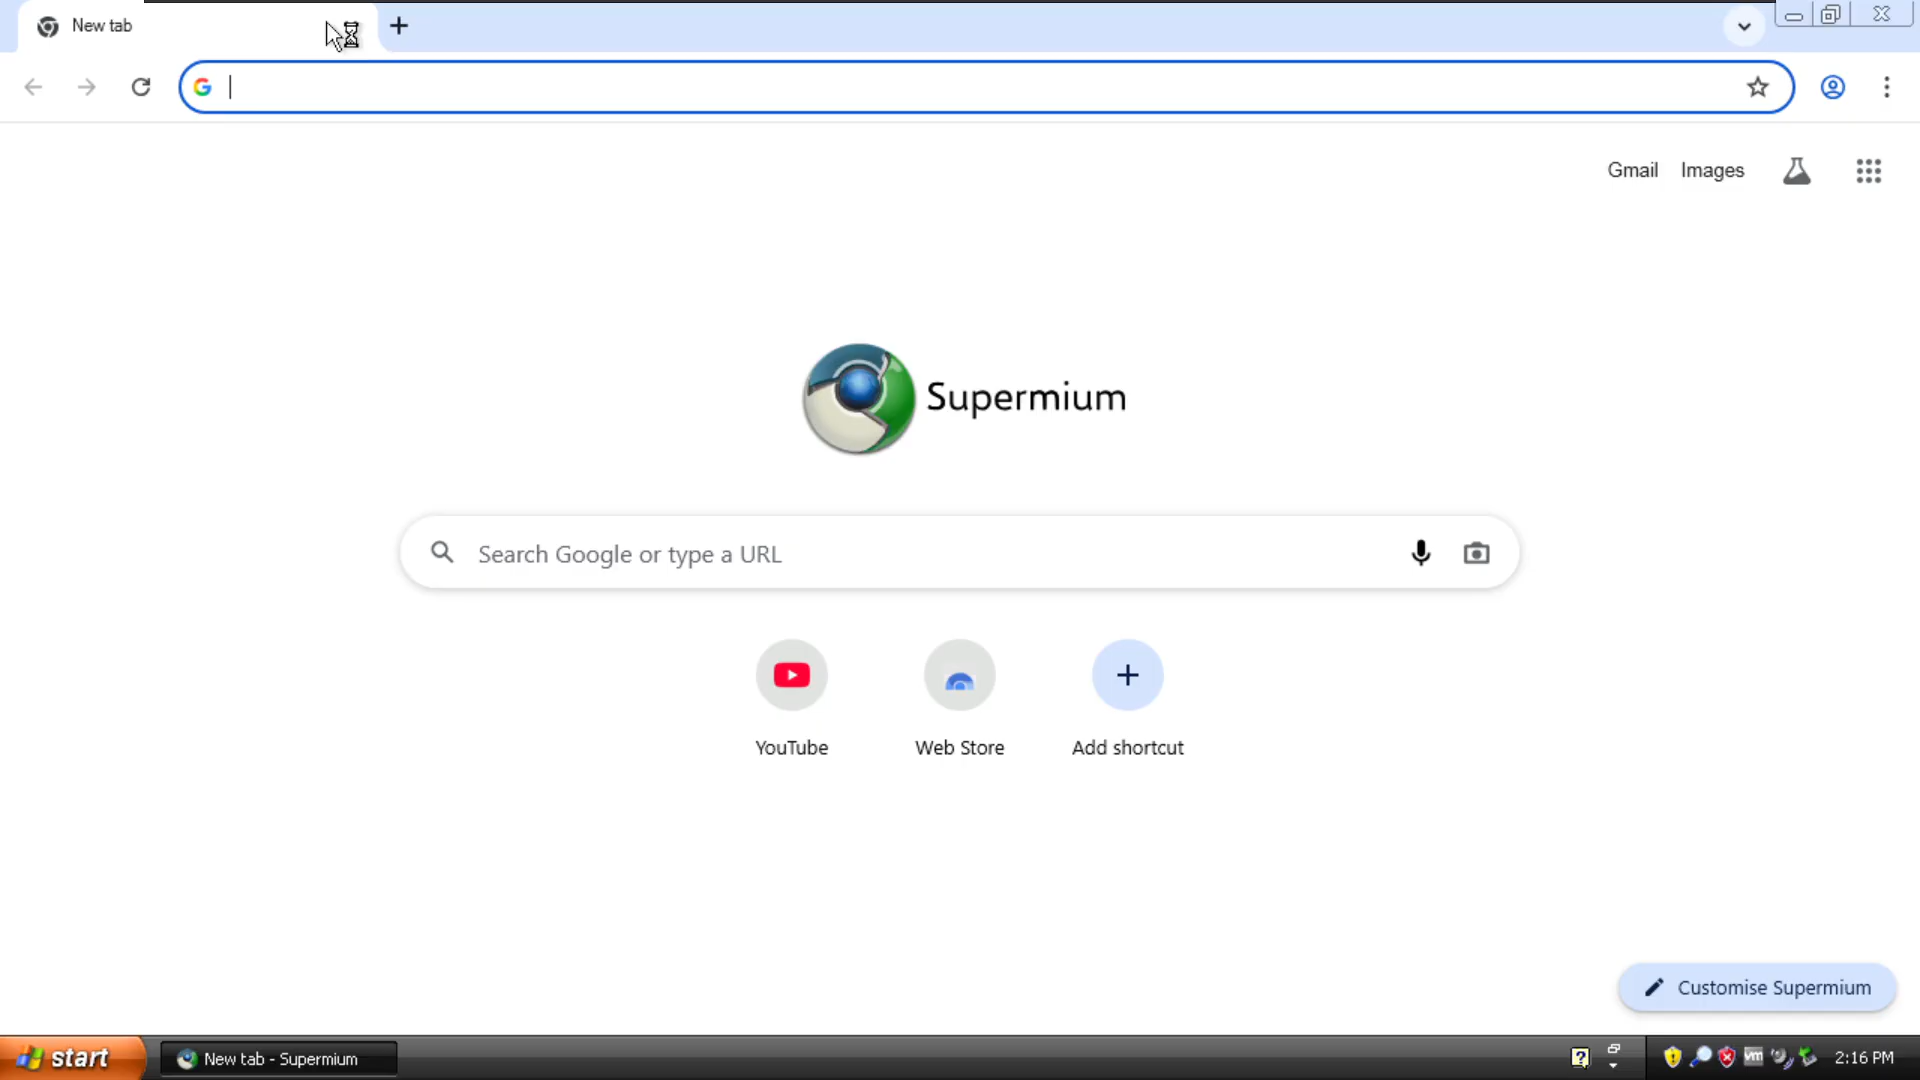 New tab
Gmail Images
Supermium
Search Google or type a URL
YouTube
Web Store
Add shortcut
Customise Supermium
start
New tab - Supermium
vm
2:16 PM